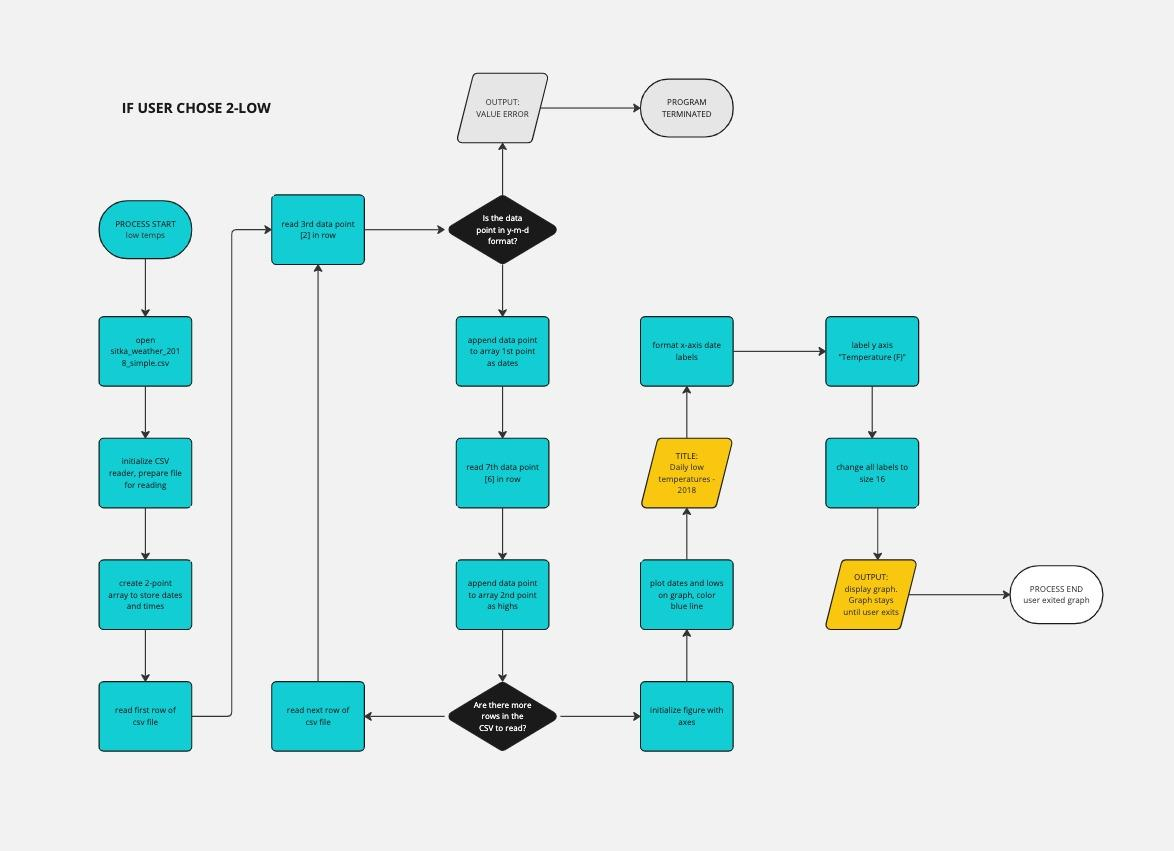 IF USER CHOSE 2-LOW
OUTPUT:
VALUE ERROR
PROGRAM
TERMINATED
PROCESS START
low temps
read 3rd data point
[2] in row
Is the data
point in y-m-d
format?
open
sitka_weather_201
8_simple.csv
append data point
to array 1st point
as dates
format x-axis date
labels
label y axis
"Temperature (F)"
initialize CSV
reader, prepare file
for reading
read 7th data point
[6] in row
TITLE:
Daily low
temperatures -
2018
change all labels to
size 16
create 2-point
array to store dates
and times
append data point
to array 2nd point
as highs
plot dates and lows
on graph, color
blue line
OUTPUT:
display graph.
Graph stays
until user exits
PROCESS END
user exited graph
read first row of
csv file
read next row of
csv file
Are there more
rows in the
CSV to read?
initialize figure with
axes